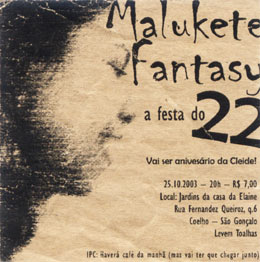 Malukete
fantasy
a festa do 22
Vai ser anivesário da Cleide!
25.10.2003 – 20h – R$ 7,00
Local: Jardins da casa da Elaine
Rua Fernandez Queiroz, q.6
Coelho – São Gonçalo
Levem Toalhas
IPC: Haverá café da manhã (mas vai ter que chegar junto)